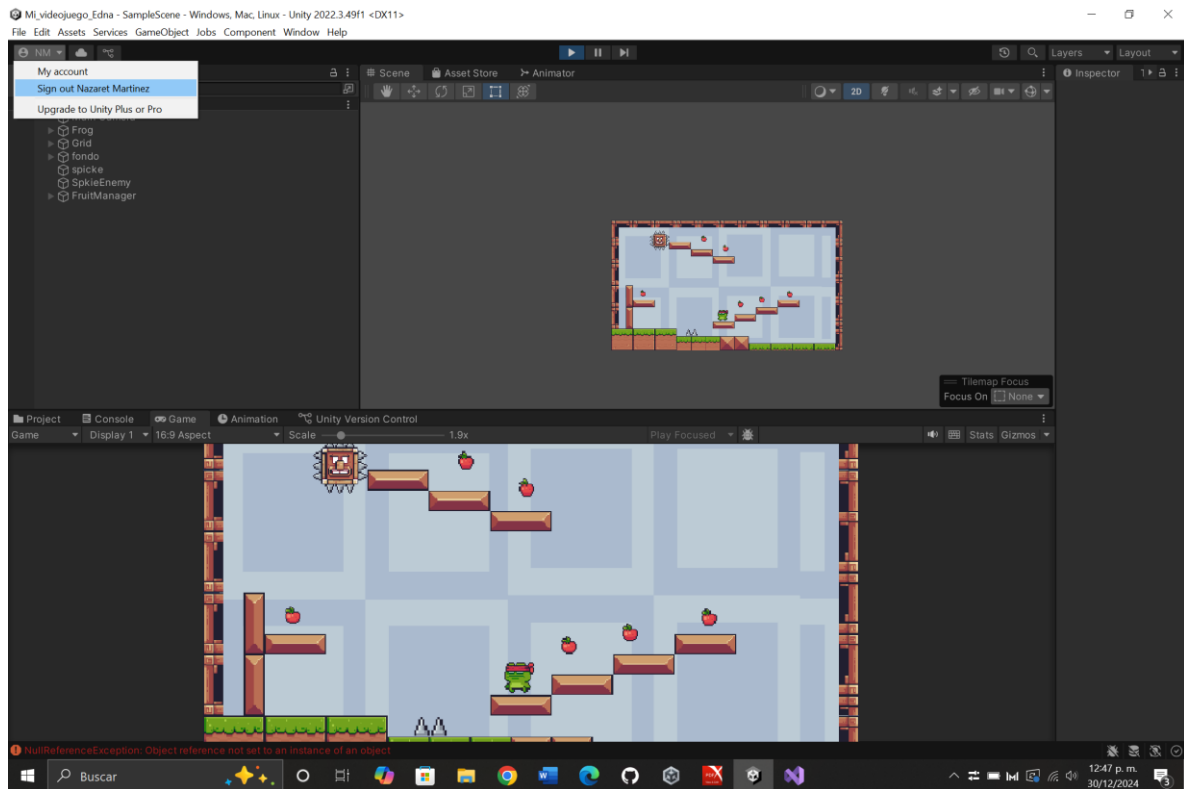 Mi_videojuego_Edna - SampleScene - Windows, Mac, Linux - Unity 2022.3.49f1 <DX11>
File Edit Assets Services GameObject Jobs Component Window Help
NM
Layers Layout
My account
Sign out Nazaret Martinez
Upgrade to Unity Plus or Pro
Scene Asset Store Animator
Inspector
2D
Frog
Grid
fondo
spicke
SpkieEnemy
FruitManager
Tilemap Focus
Focus On None
Project Console Game Animation Unity Version Control
Game Display 1 16:9 Aspect Scale 1.9x Play Focused Stats Gizmos
NullReferenceException: Object reference not set to an instance of an object
Buscar
12:47 p. m.
30/12/2024
3